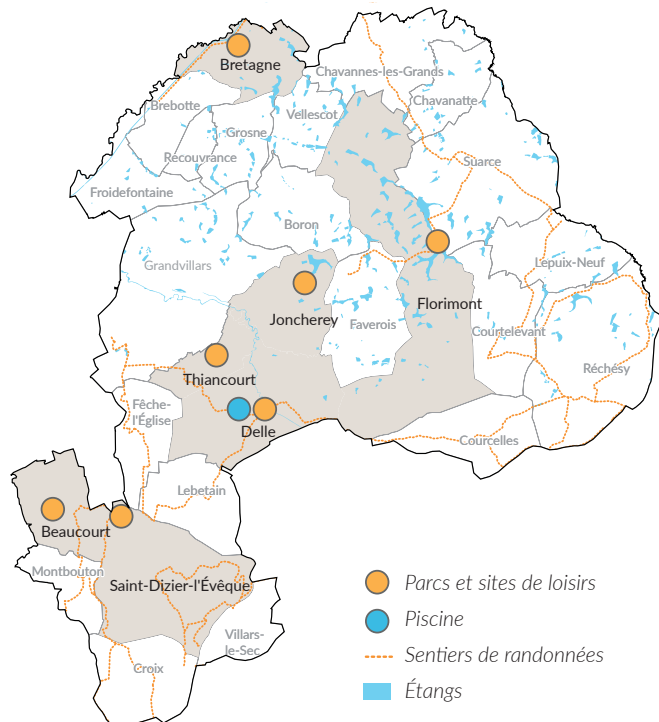 Bretagne
Chavannes-les-Grands
Chavanatte
Brebotte
Vellescot
Grosne
Recouvrance
Suarce
Froidefontaine
Boron
Grandvillars
Lepuix-Neuf
Florimont
Joncherey
Faverois
Courtelevant
Thiancourt
Réchésy
Fêche-
l'Église
Delle
Courcelles
Lebetain
Beaucourt
Montbouton
Saint-Dizier-l'Évêque
Villars-
le-Sec
Croix
Parcs et sites de loisirs
Piscine
Sentiers de randonnées
Étangs